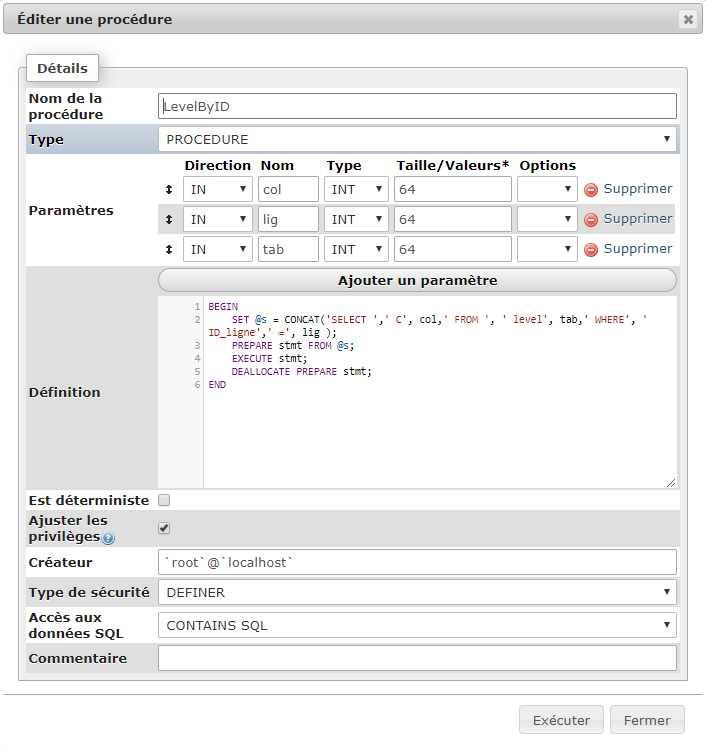 Éditer une procédure
Détails
Nom de la procédure
LevelByID
Type
PROCEDURE
Paramètres
Direction Nom Type Taille/Valeurs* Options
IN col INT 64 Supprimer
IN lig INT 64 Supprimer
IN tab INT 64 Supprimer
Ajouter un paramètre
Définition
1 BEGIN
2 SET @s = CONCAT('SELECT ',' C', col,' FROM ', ' level', tab,' WHERE', '
ID_ligne',' =', lig );
3 PREPARE stmt FROM @s;
4 EXECUTE stmt;
5 DEALLOCATE PREPARE stmt;
6 END
Est déterministe
Ajuster les
privilèges
Créateur
`root`@`localhost`
Type de sécurité
DEFINER
Accès aux
données SQL
CONTAINS SQL
Commentaire
Exécuter
Fermer